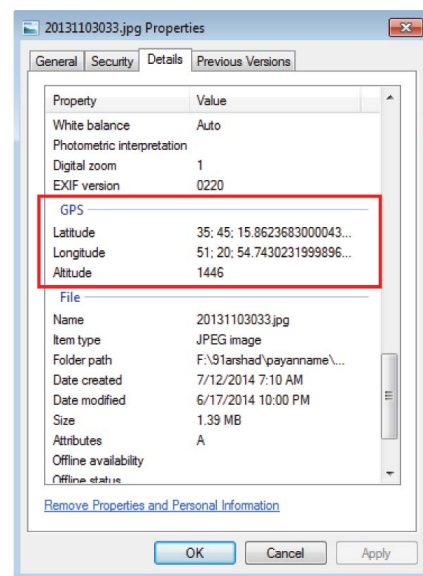 20131103033.jpg Properties
General Security Details Previous Versions
Property Value
White balance Auto
Photometric interpretation
Digital zoom 1
EXIF version 0220
GPS
Latitude 35; 45; 15.8623683000043...
Longitude 51; 20; 54.7430231999896...
Altitude 1446
File
Name 20131103033.jpg
Item type JPEG image
Folder path F:\91arshad\payanname\...
Date created 7/12/2014 7:10 AM
Date modified 6/17/2014 10:00 PM
Size 1.39 MB
Attributes A
Offline availability
Offline status
Remove Properties and Personal Information
OK Cancel Apply